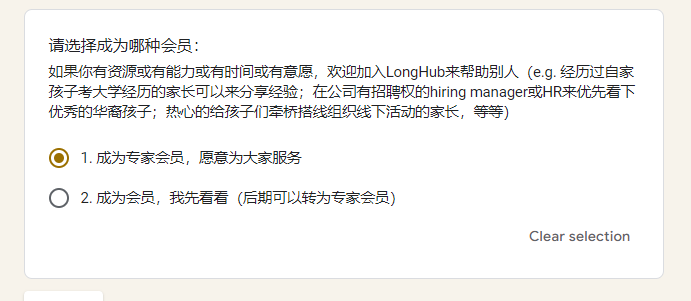 请选择成为哪种会员：
如果你有资源或有能力或有时间或有意愿，欢迎加入LongHub来帮助别人（e.g. 经历过自家
孩子考大学经历的家长可以来分享经验；在公司有招聘权的hiring manager或HR来优先看下
优秀的华裔孩子；热心的给孩子们牵桥搭线组织线下活动的家长，等等）
1. 成为专家会员，愿意为大家服务
2. 成为会员，我先看看（后期可以转为专家会员）
Clear selection